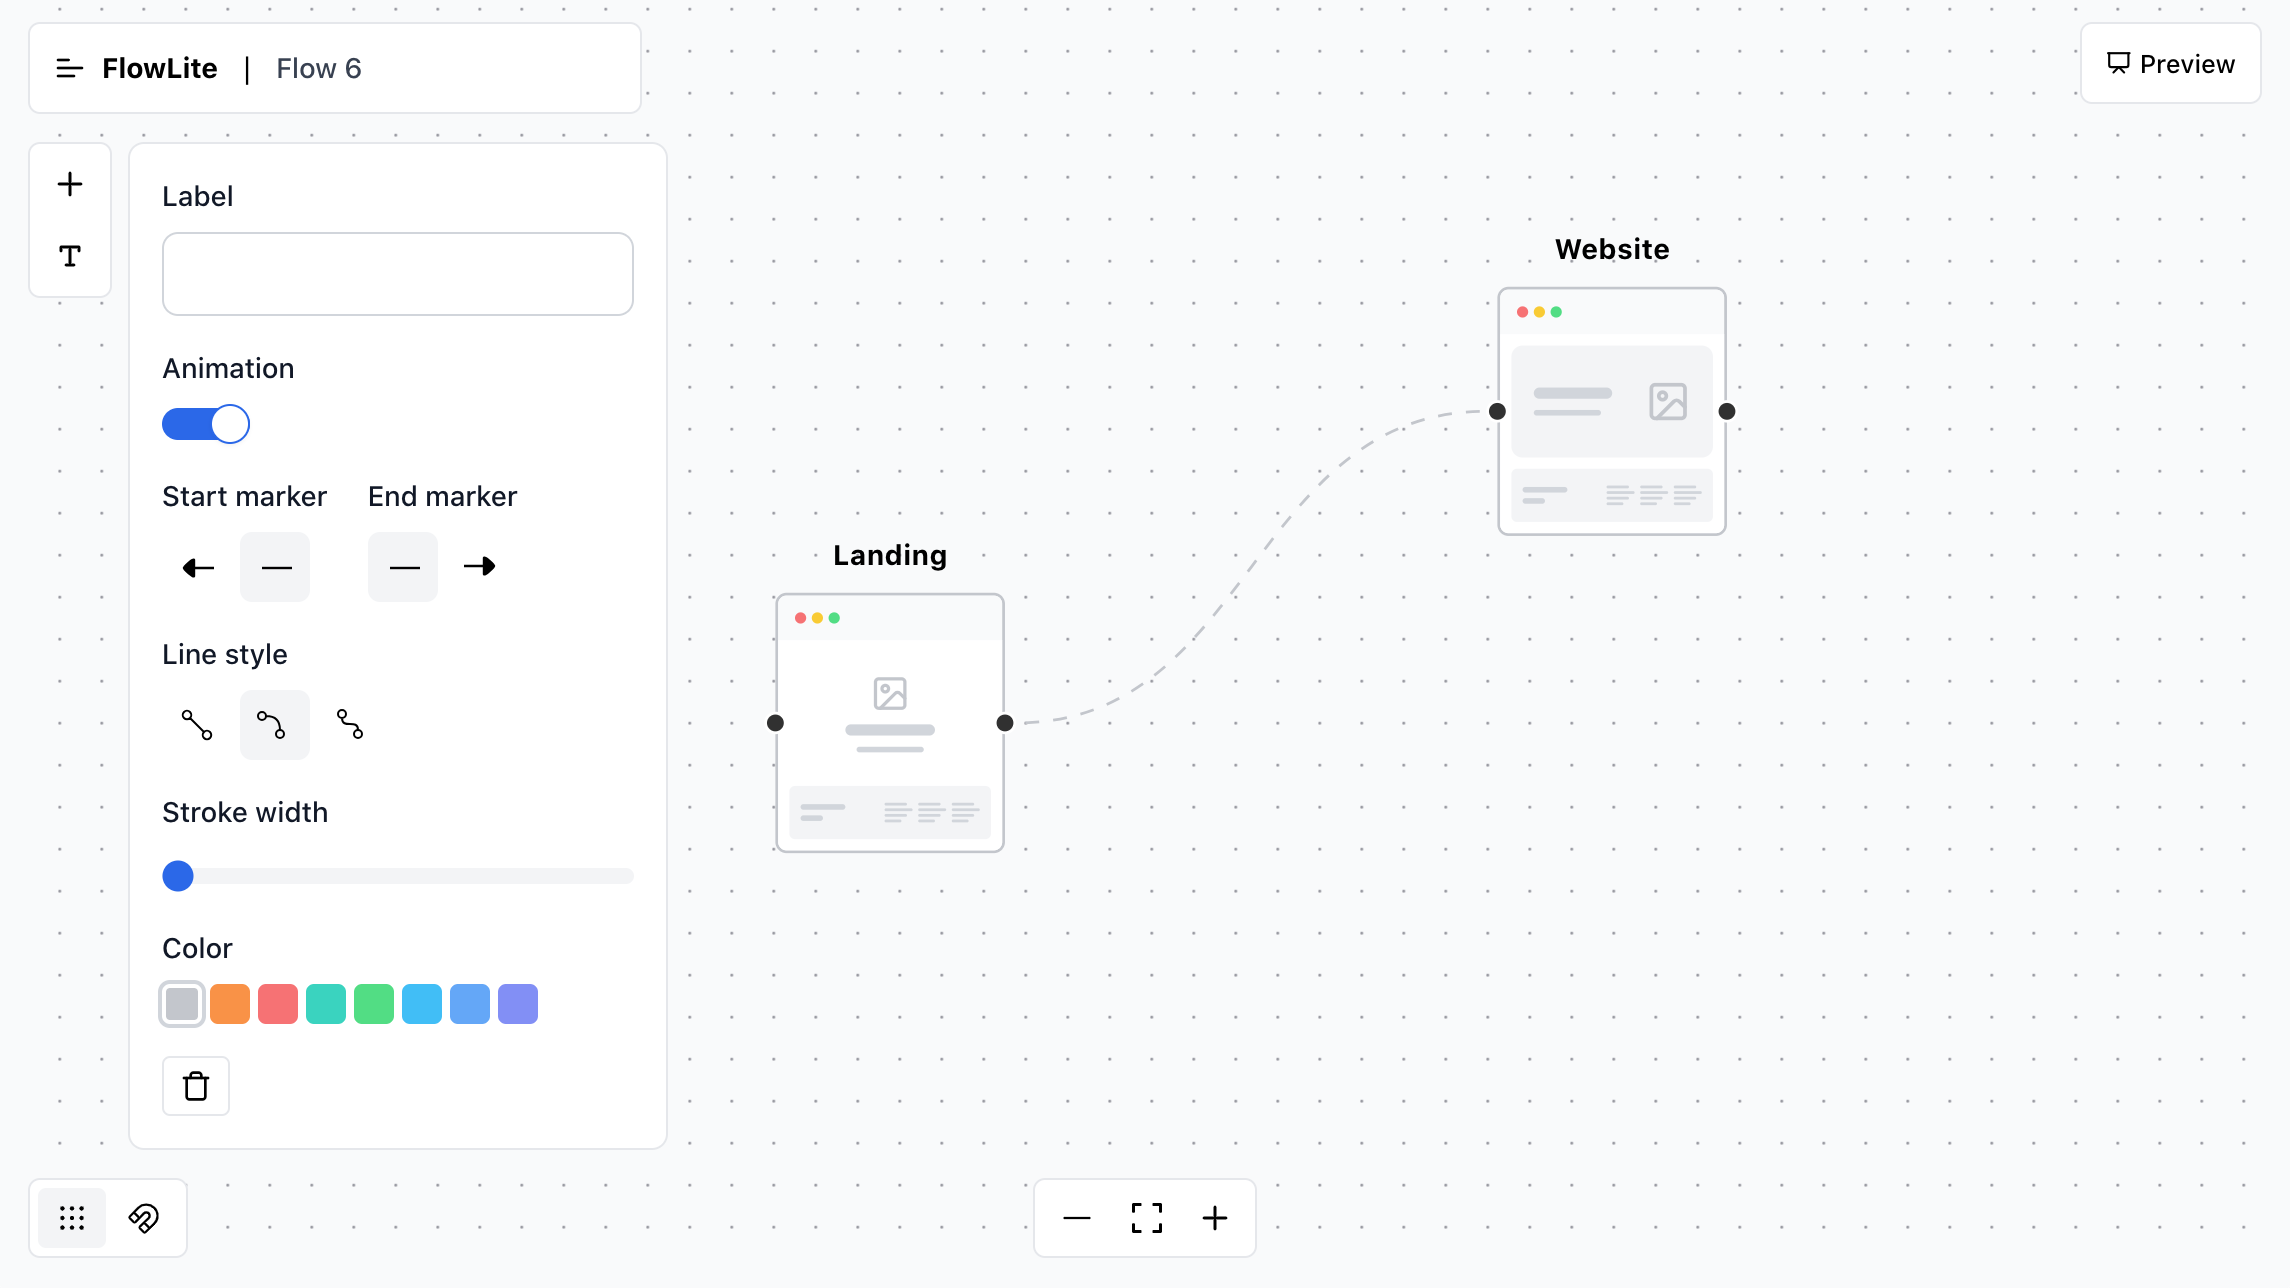 FlowLite | Flow 6
Preview
Label
Animation
Start marker End marker
Line style
Stroke width
Color
Website
Landing